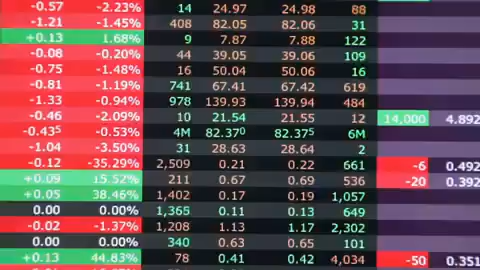 -0.57 -2.23% 14 24.97 24.98 88
-1.21 -1.45% 408 82.05 82.06 31
+0.13 1.68% 9 7.87 7.88 122
-0.08 -0.20% 44 39.05 39.06 109
-0.75 -1.48% 16 50.04 50.06 16
-0.81 -1.19% 741 67.41 67.42 619
-1.33 -0.94% 978 139.93 139.94 484
-0.46 -2.09% 10 21.54 21.55 12 14,000 4.892
-0.43⁵ -0.53% 4M 82.37⁰ 82.37⁵ 6M
-1.04 -3.50% 31 28.63 28.64 2
-0.12 -35.29% 2,509 0.21 0.22 661 -6 0.492
+0.09 15.52% 211 0.67 0.69 536 -20 0.392
+0.05 38.46% 1,402 0.17 0.19 1,057
0.00 0.00% 1,365 0.11 0.13 649
-0.02 -1.37% 1,208 1.13 1.17 2,302
0.00 0.00% 340 0.63 0.65 101
+0.13 44.83% 78 0.41 0.42 4,034 -50 0.351